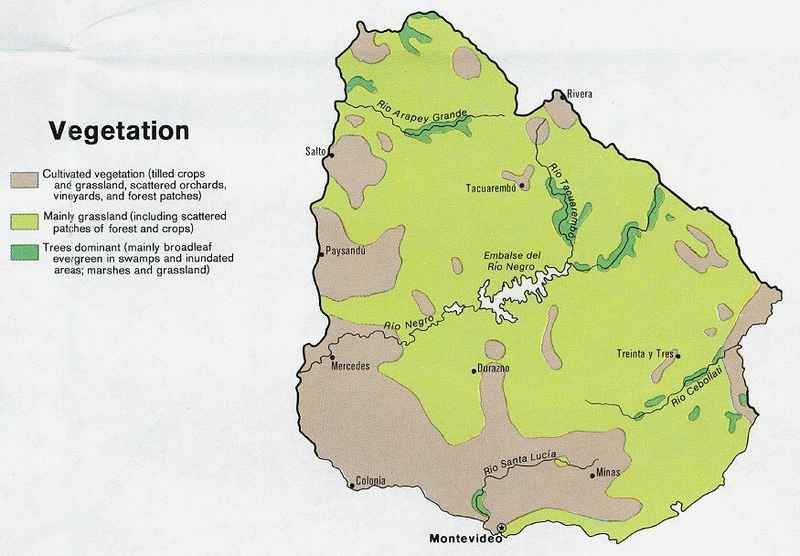 Vegetation
Cultivated vegetation (tilled crops
and grassland, scattered orchards,
vineyards, and forest patches)
Mainly grassland (including scattered
patches of forest and crops)
Trees dominant (mainly broadleaf
evergreen in swamps and inundated
areas; marshes and grassland)
Rivera
Río Arapey Grande
Salto
Río Tacuarembó
Tacuarembó
Paysandú
Embalse del
Río Negro
Río Negro
Mercedes
Durazno
Treinta y Tres
Río Cebollatí
Río Santa Lucía
Minas
Colonia
Montevideo